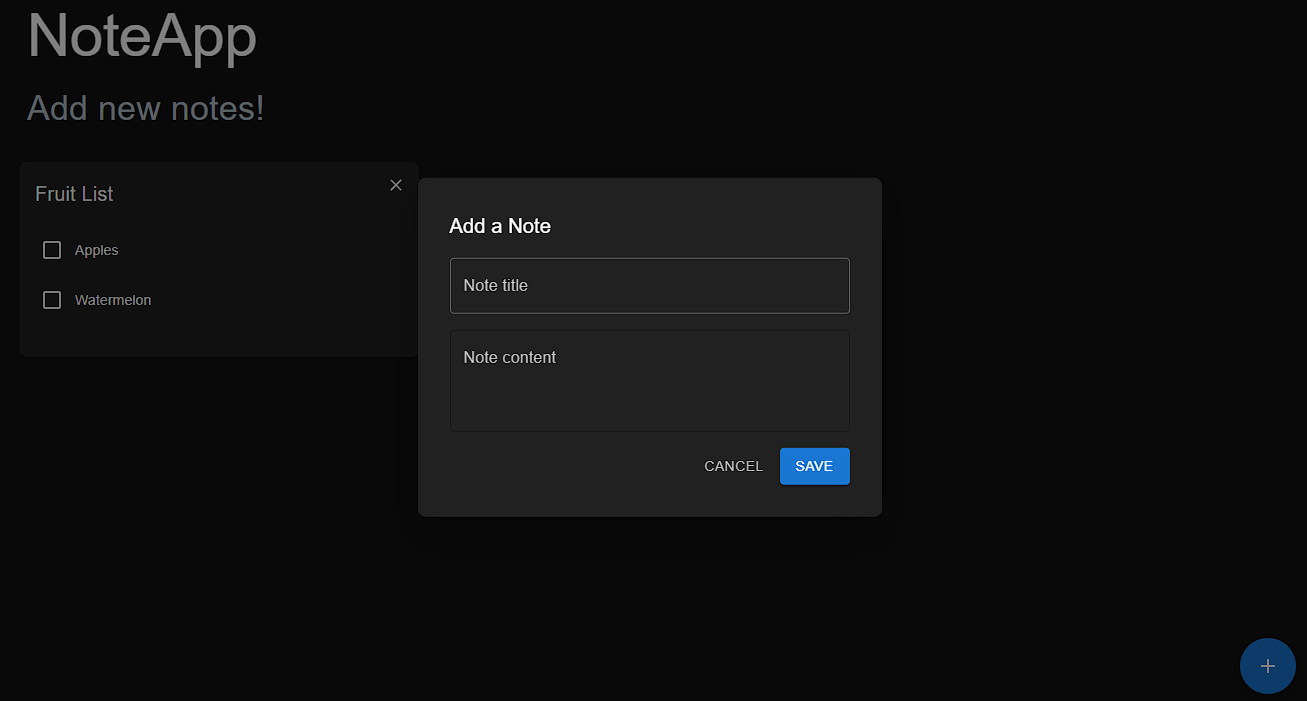 NoteApp
Add new notes!
Fruit List
Apples
Watermelon
Add a Note
Note title
Note content
CANCEL SAVE